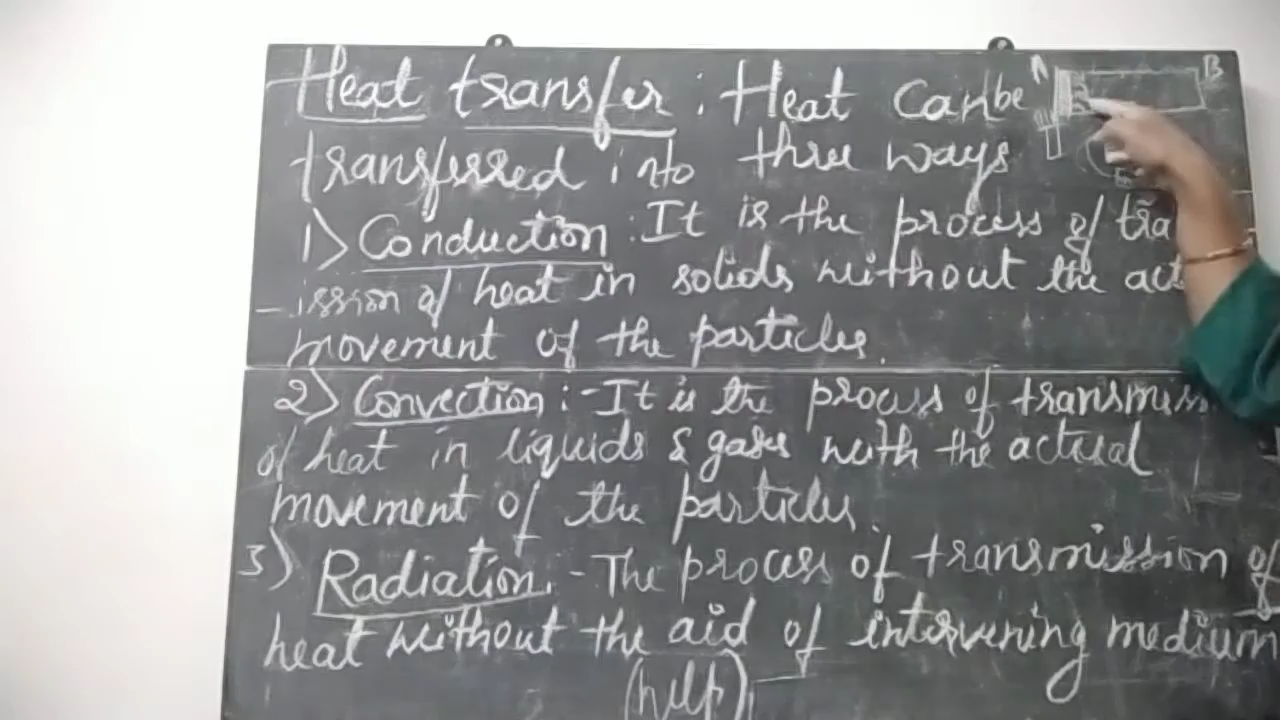 Heat transfer : Heat can be
transferred into three ways
1) Conduction : It is the process of tra
-ission of heat in solids without the act
movement of the particles.
2) Convection :- It is the process of transmiss
of heat in liquids & gases with the actual
movement of the particles.
3) Radiation. - The process of transmission of
heat without the aid of intervening medium
(help)
A
B